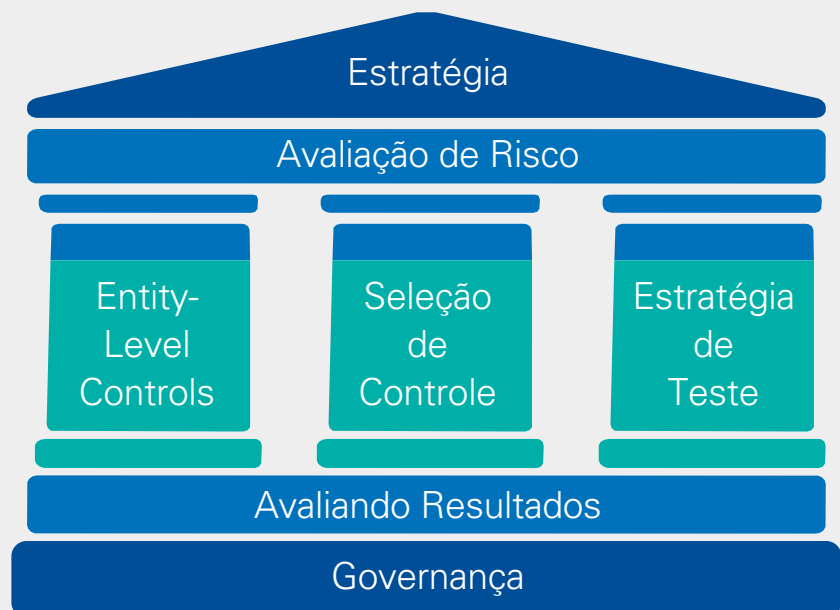 Estratégia
Avaliação de Risco
Entity-
Level
Controls
Seleção
de
Controle
Estratégia
de
Teste
Avaliando Resultados
Governança